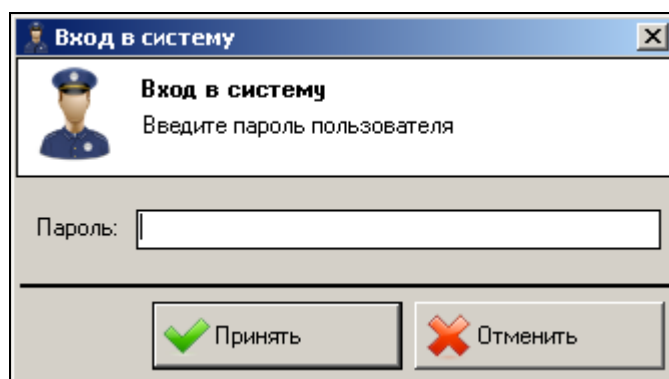 Вход в систему
Вход в систему
Введите пароль пользователя
Пароль:
Принять
Отменить